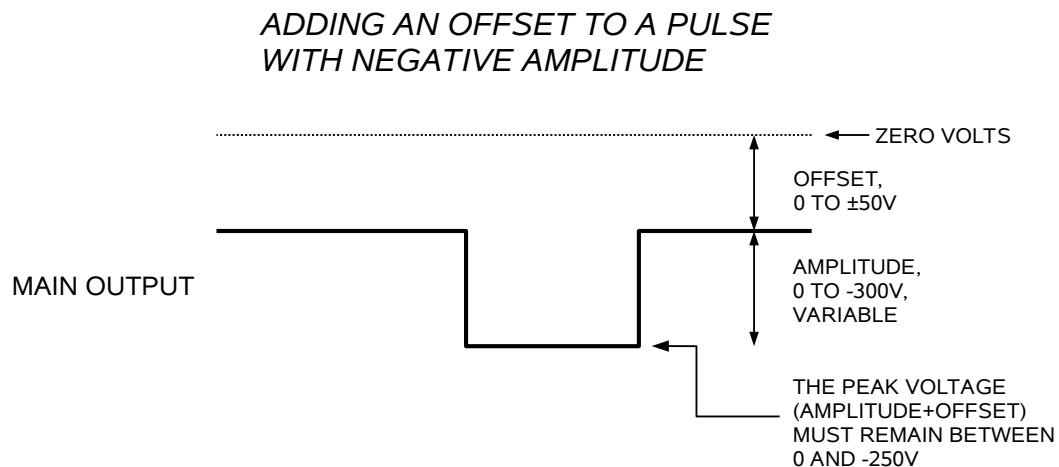 ADDING AN OFFSET TO A PULSE
WITH NEGATIVE AMPLITUDE
ZERO VOLTS
OFFSET,
0 TO ±50V
MAIN OUTPUT
AMPLITUDE,
0 TO -300V,
VARIABLE
THE PEAK VOLTAGE
(AMPLITUDE+OFFSET)
MUST REMAIN BETWEEN
0 AND -250V